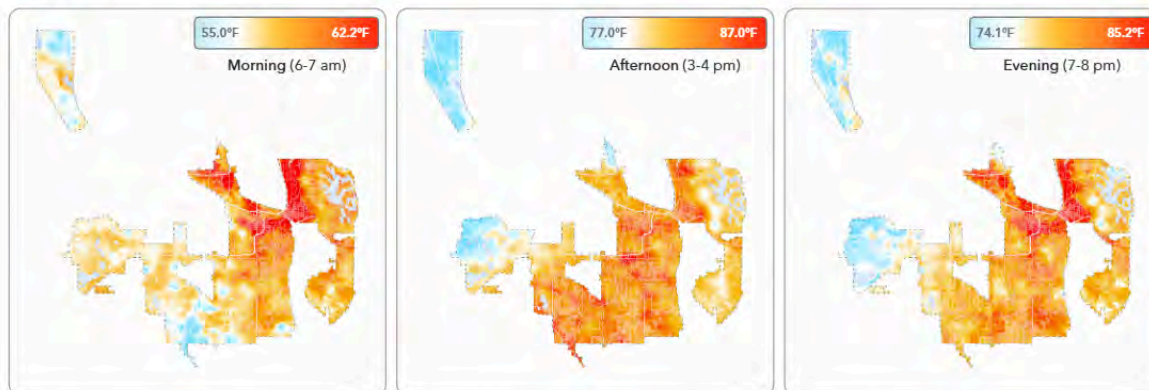 55.0ºF 62.2ºF
Morning (6-7 am)
77.0ºF 87.0ºF
Afternoon (3-4 pm)
74.1ºF 85.2ºF
Evening (7-8 pm)